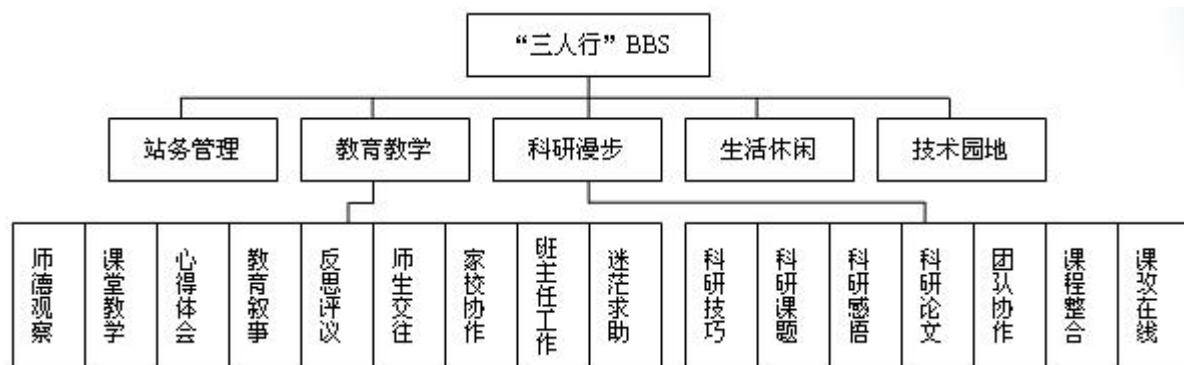 “三人行”BBS
站务管理
教育教学
科研漫步
生活休闲
技术园地
师德观察
课堂教学
心得体会
教育叙事
反思评议
师生交往
家校协作
班主任工作
迷茫求助
科研技巧
科研课题
科研感悟
科研论文
团队协作
课程整合
课改在线